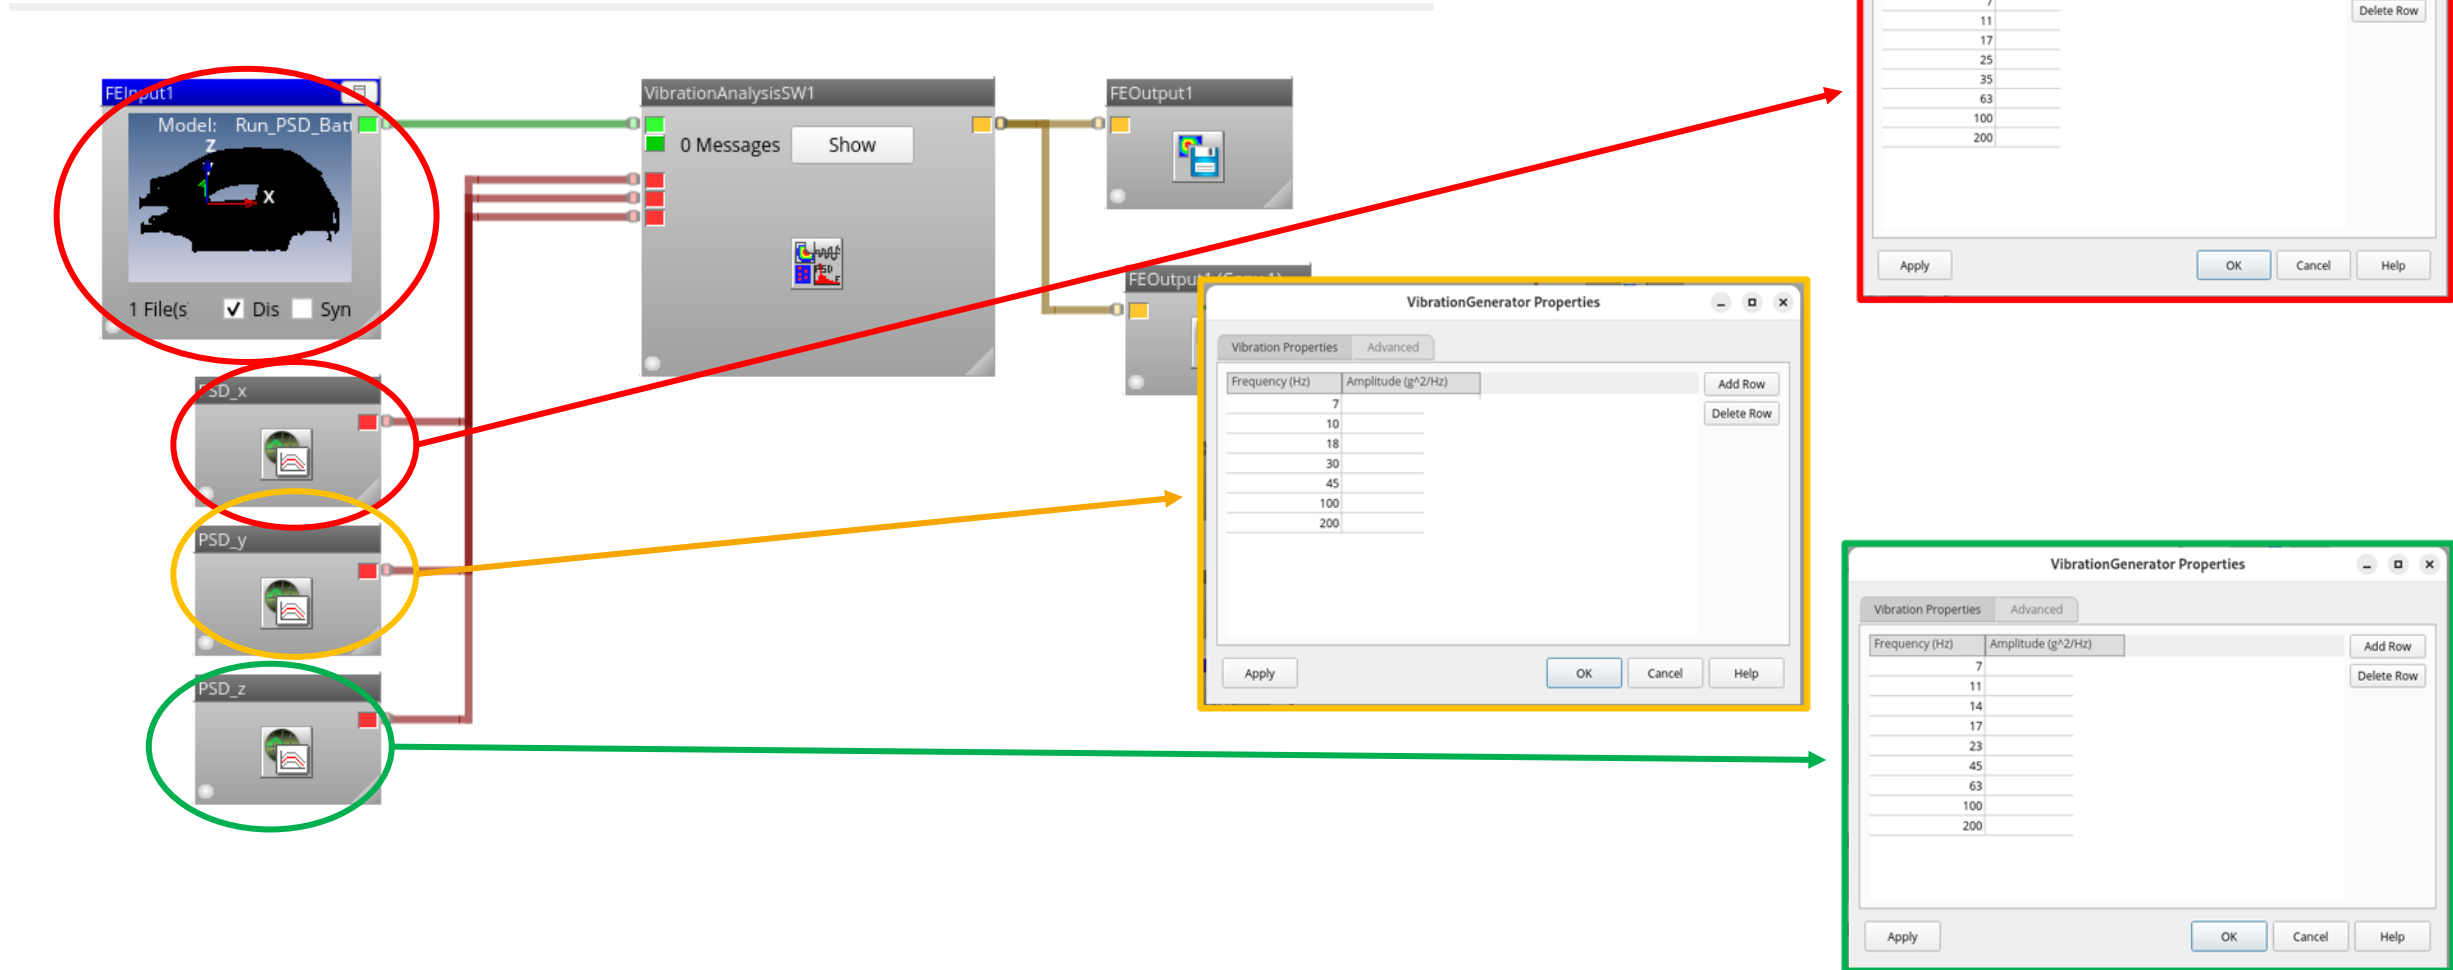 FEInput1
Model: Run_PSD_Batt
Z
X
1 File(s)
Dis
Syn
PSD_x
PSD_y
PSD_z
VibrationAnalysisSW1
0 Messages
Show
FEOutput1
FEOutput1 (Copy1)
7
11
17
25
35
63
100
200
Delete Row
Apply
OK
Cancel
Help
VibrationGenerator Properties
Vibration Properties
Advanced
Frequency (Hz)
Amplitude (g^2/Hz)
Add Row
Delete Row
7
10
18
30
45
100
200
Apply
OK
Cancel
Help
VibrationGenerator Properties
Vibration Properties
Advanced
Frequency (Hz)
Amplitude (g^2/Hz)
Add Row
Delete Row
7
11
14
17
23
45
63
100
200
Apply
OK
Cancel
Help